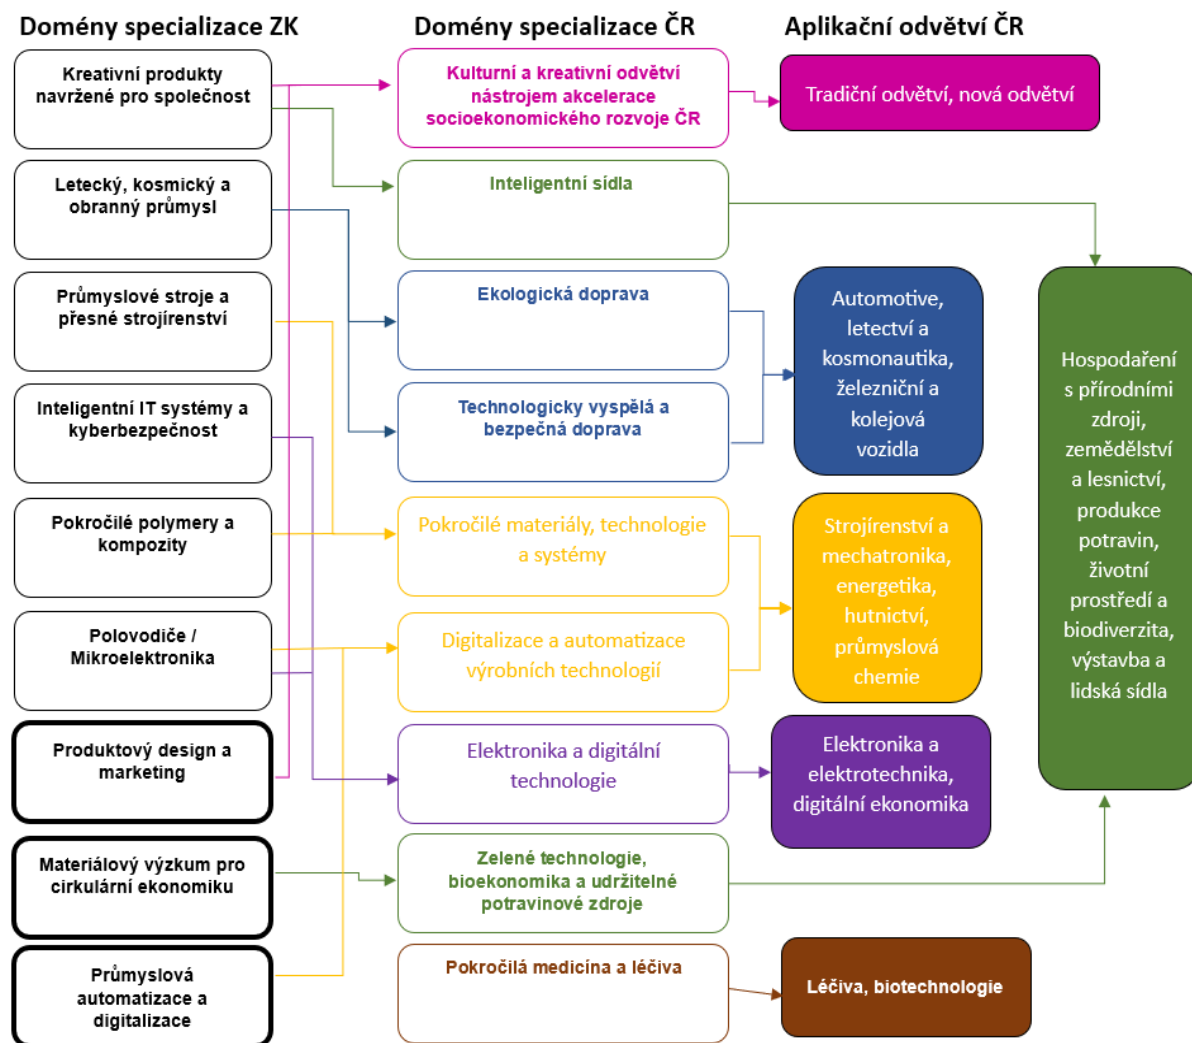 Domény specializace ZK
Kreativní produkty
navržené pro společnost
Letecký, kosmický a
obranný průmysl
Průmyslové stroje a
přesné strojírenství
Inteligentní IT systémy a
kyberbezpečnost
Pokročilé polymery a
kompozity
Polovodiče /
Mikroelektronika
Produktový design a
marketing
Materiálový výzkum pro
cirkulární ekonomiku
Průmyslová
automatizace a
digitalizace
Domény specializace ČR
Kulturní a kreativní odvětví
nástrojem akcelerace
socioekonomického rozvoje ČR
Inteligentní sídla
Ekologická doprava
Technologicky vyspělá a
bezpečná doprava
Pokročilé materiály, technologie
a systémy
Digitalizace a automatizace
výrobních technologií
Elektronika a digitální
technologie
Zelené technologie,
bioekonomika a udržitelné
potravinové zdroje
Pokročilá medicína a léčiva
Aplikační odvětví ČR
Tradiční odvětví, nová odvětví
Automotive,
letectví a
kosmonautika,
železniční a
kolejová
vozidla
Strojírenství a
mechatronika,
energetika,
hutnictví,
průmyslová
chemie
Elektronika a
elektrotechnika,
digitální ekonomika
Léčiva, biotechnologie
Hospodaření
s přírodními
zdroji,
zemědělství
a lesnictví,
produkce
potravin,
životní
prostředí a
biodiverzita,
výstavba a
lidská sídla